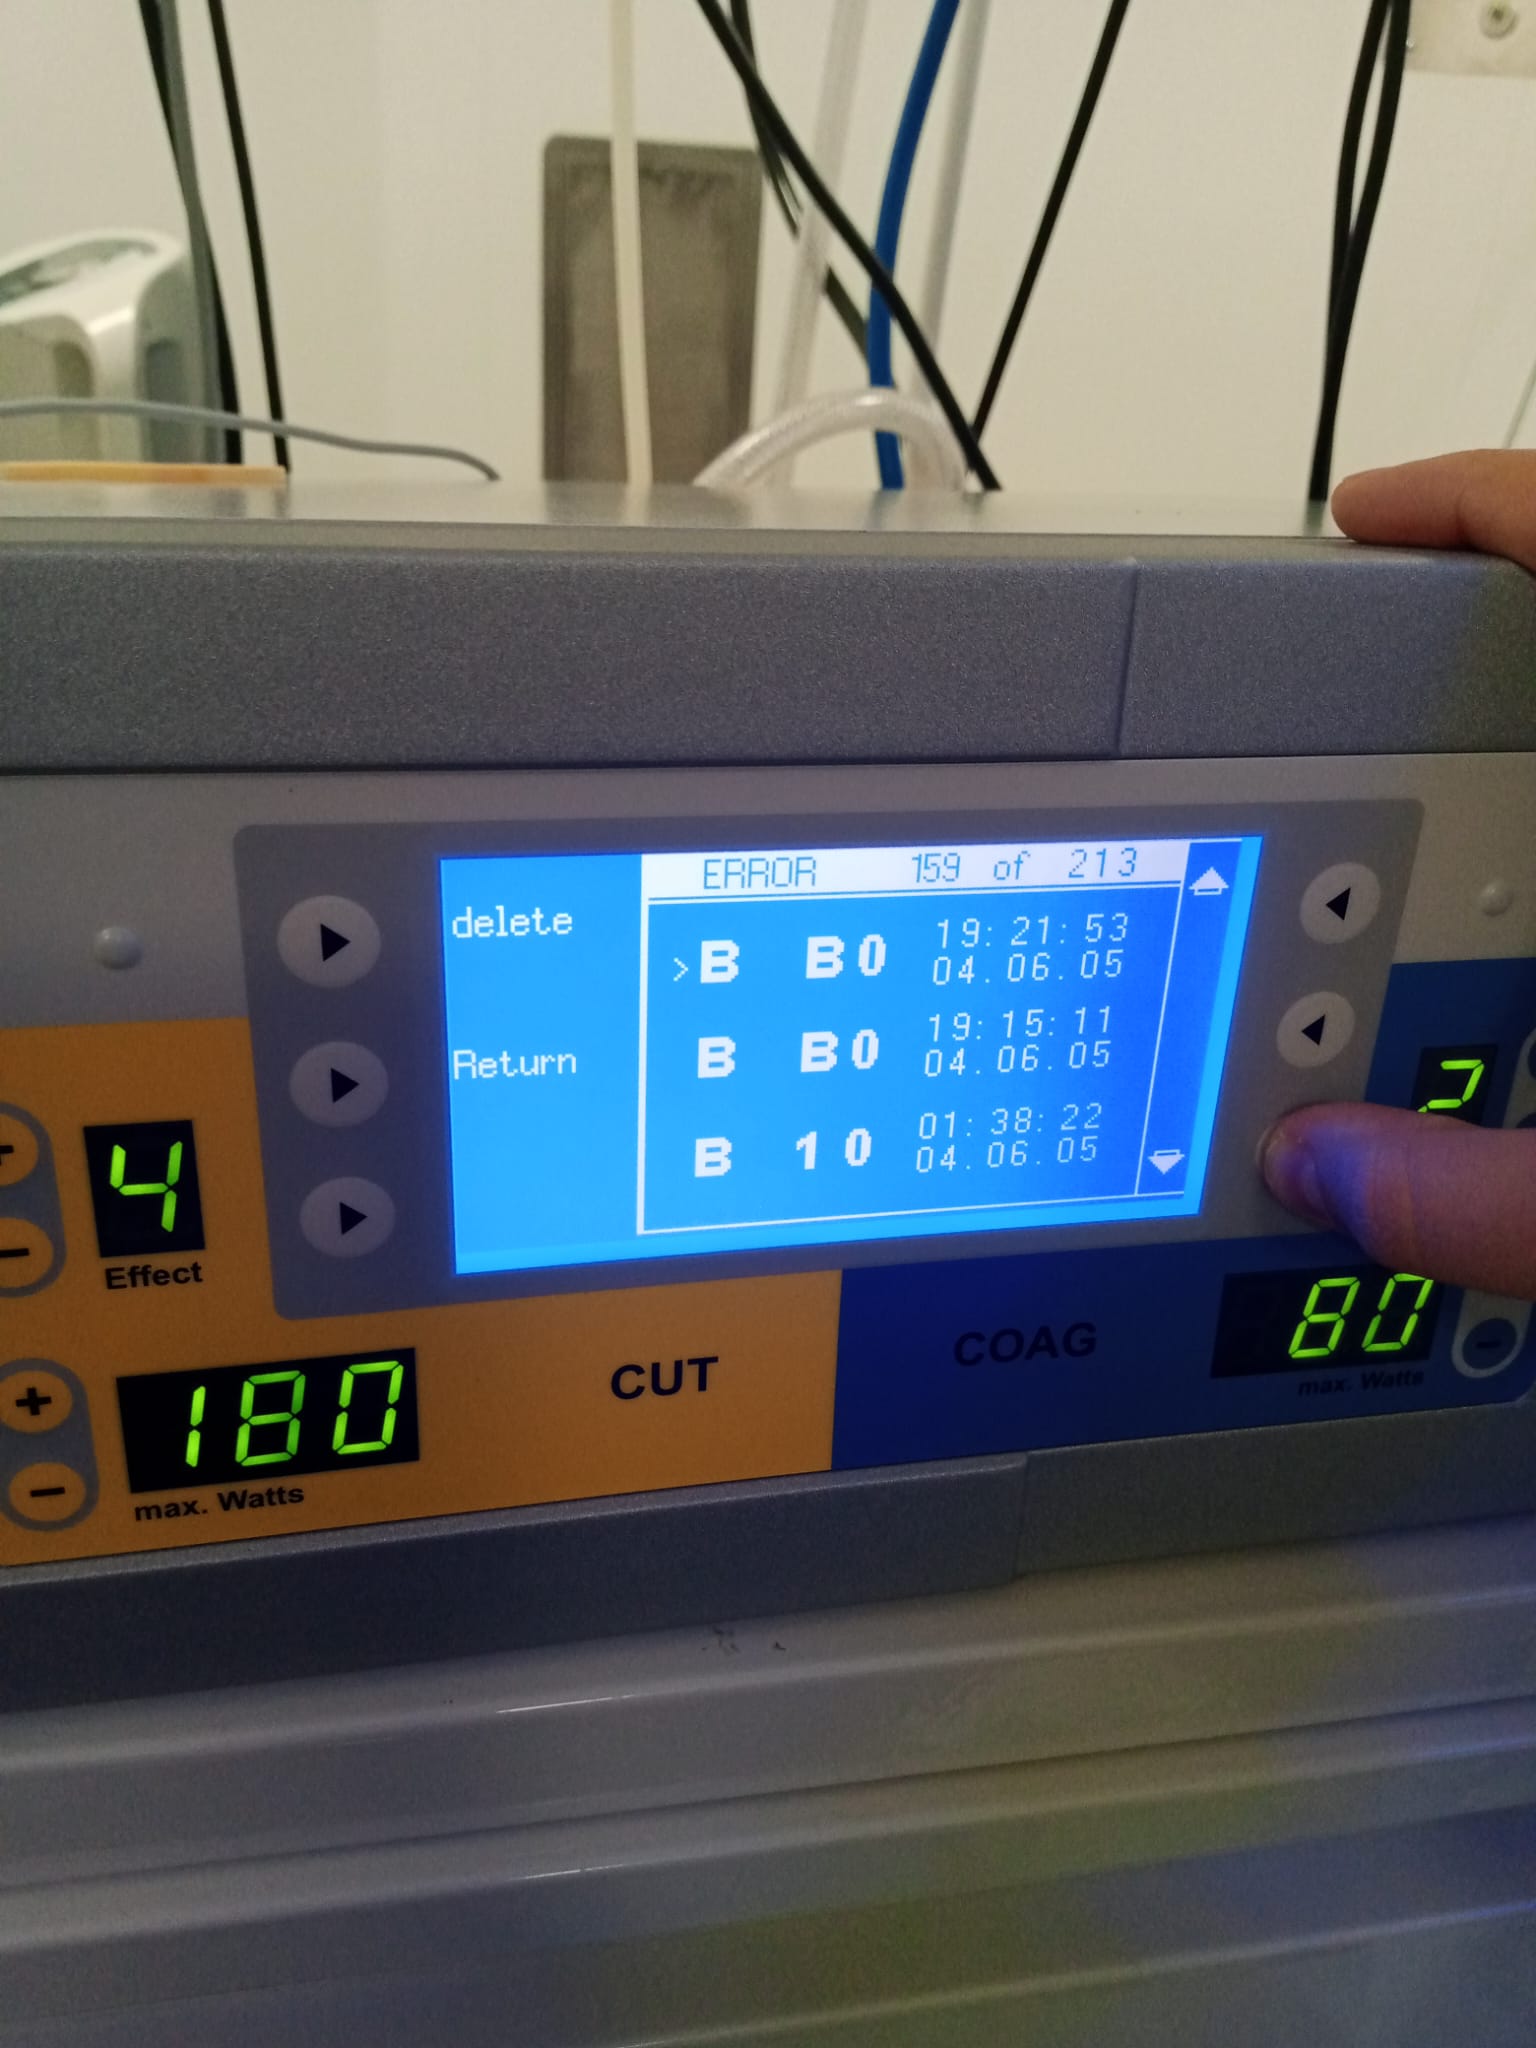 ERROR 159 of 213
delete
> B B0 19:21:53
04.06.05
Return
B B0 19:15:11
04.06.05
B 10 01:38:22
04.06.05
4
Effect
+
-
180
max. Watts
CUT
COAG
2
80
max. Watts
-